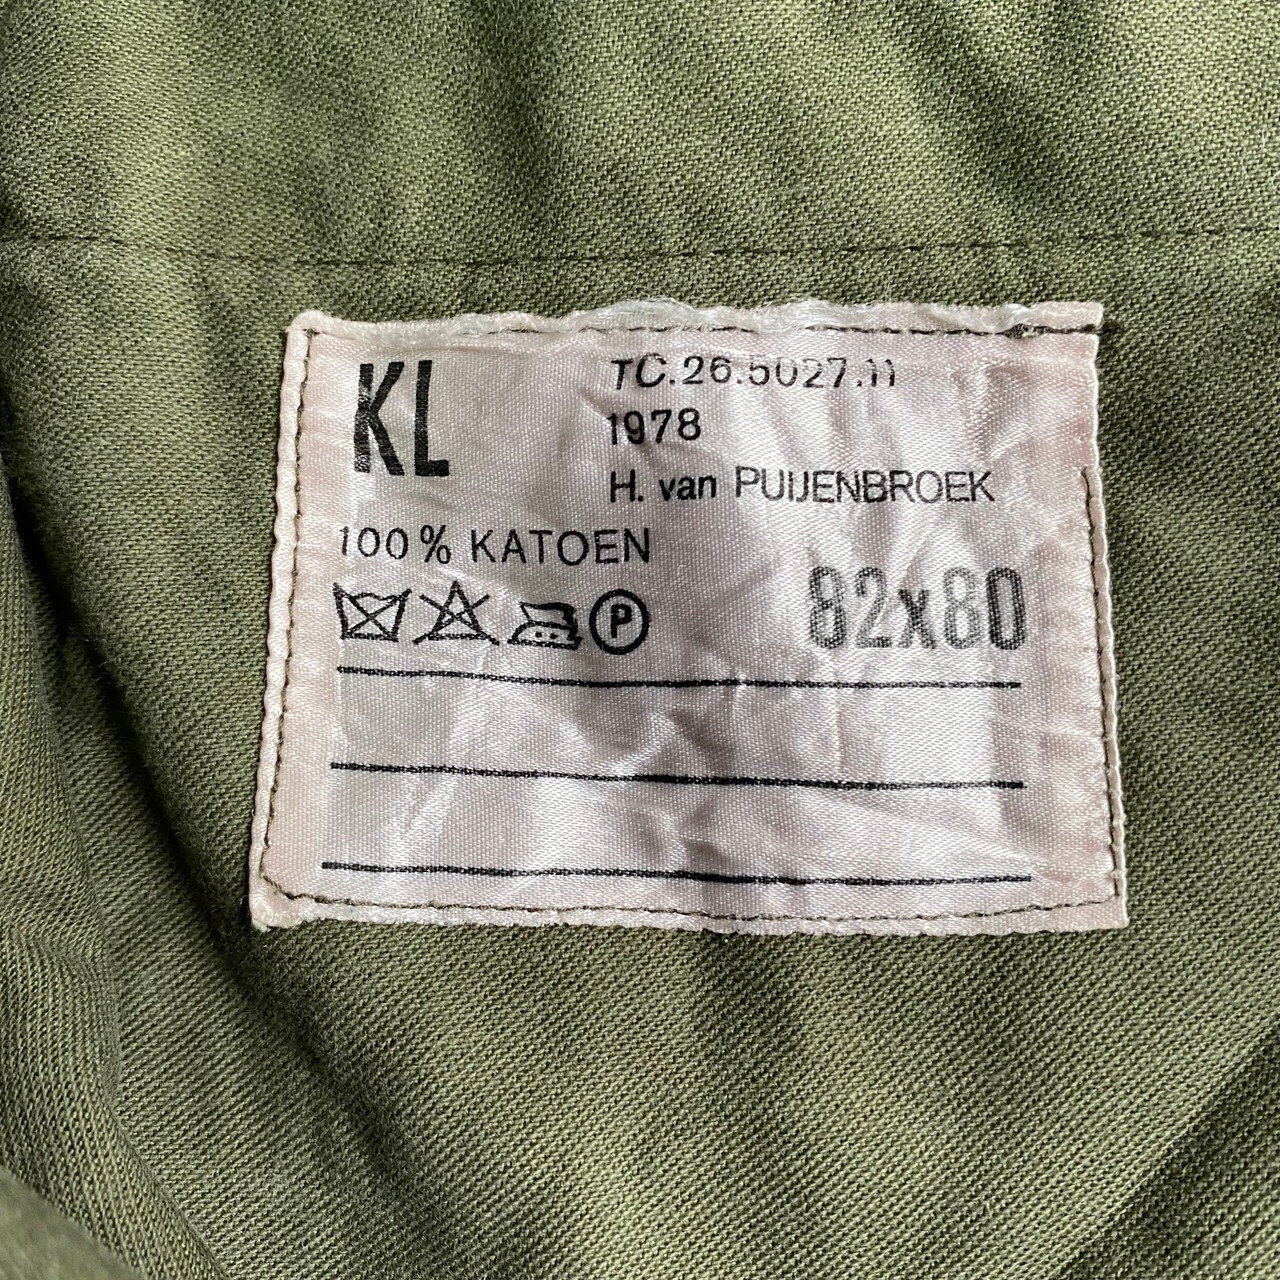 KL
TC.26.5027.11
1978
H. van PUIJENBROEK
100% KATOEN
P
82x80